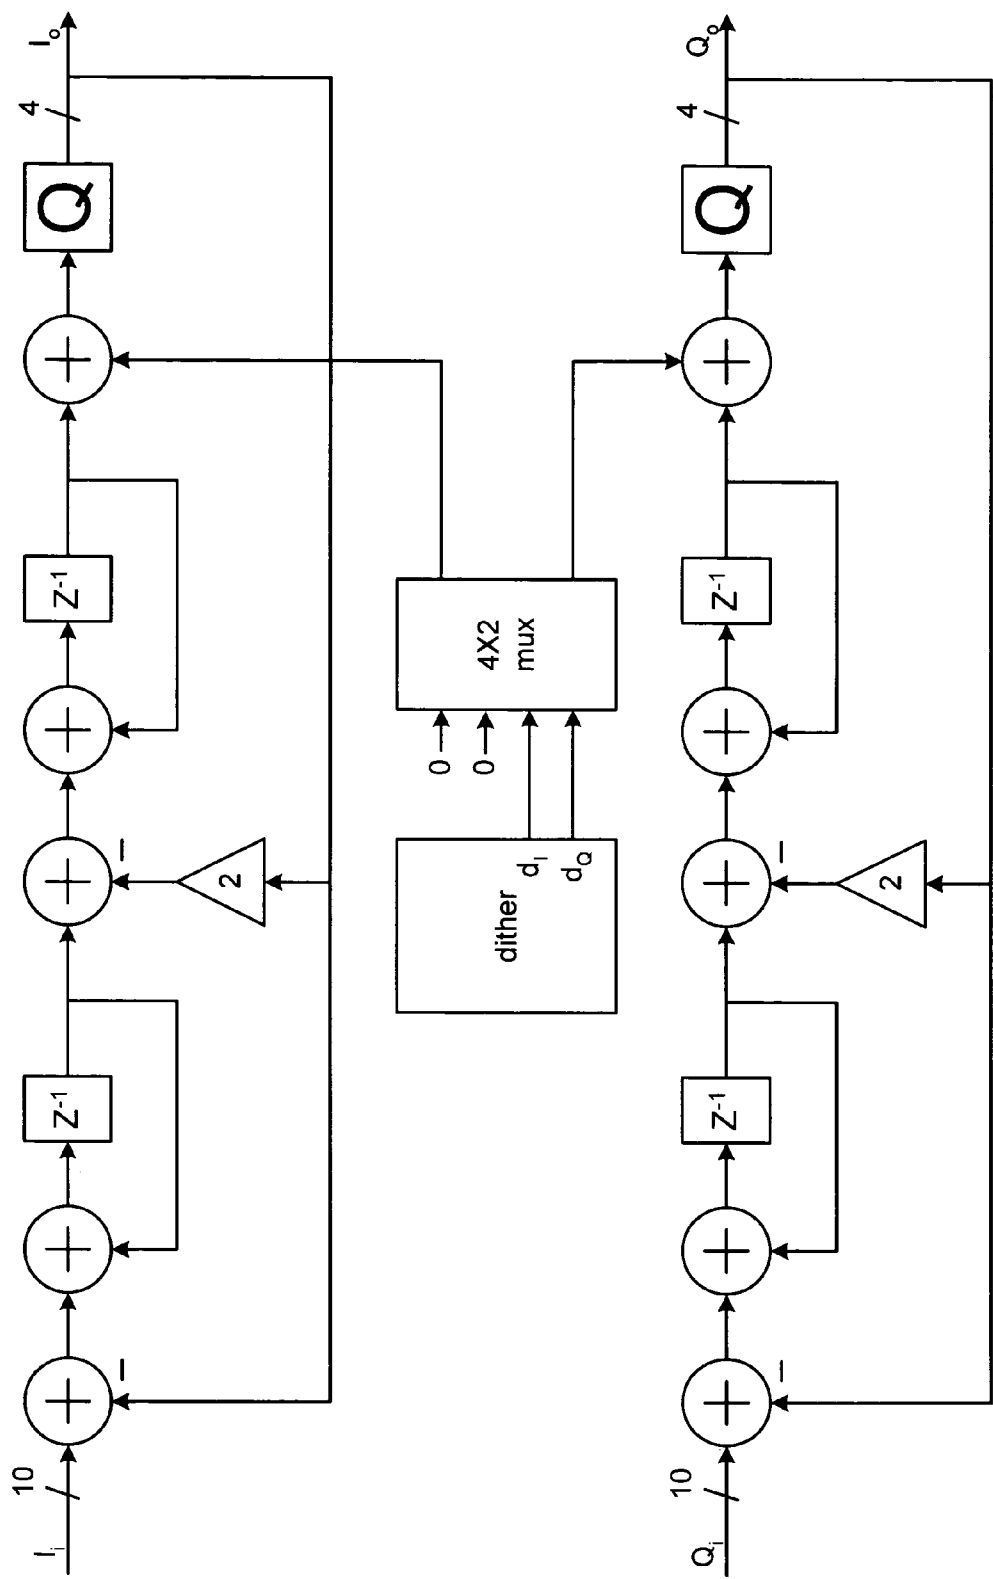 I_i
10
+
−
+
Z^-1
+
−
2
+
Z^-1
+
Q
4
I_o
dither
d_I
d_Q
0
0
4X2
mux
Q_i
10
+
−
+
Z^-1
+
−
2
+
Z^-1
+
Q
4
Q_o